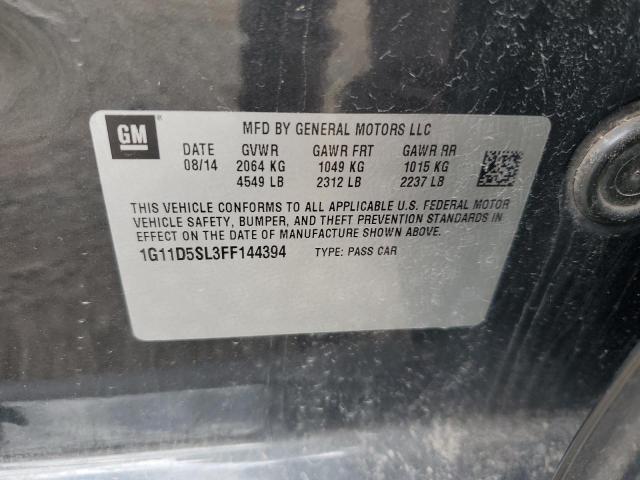 GM
MFD BY GENERAL MOTORS LLC
DATE GVWR GAWR FRT GAWR RR
08/14 2064 KG 1049 KG 1015 KG
4549 LB 2312 LB 2237 LB
THIS VEHICLE CONFORMS TO ALL APPLICABLE U.S. FEDERAL MOTOR
VEHICLE SAFETY, BUMPER, AND THEFT PREVENTION STANDARDS IN
EFFECT ON THE DATE OF MANUFACTURE SHOWN ABOVE.
1G11D5SL3FF144394 TYPE: PASS CAR